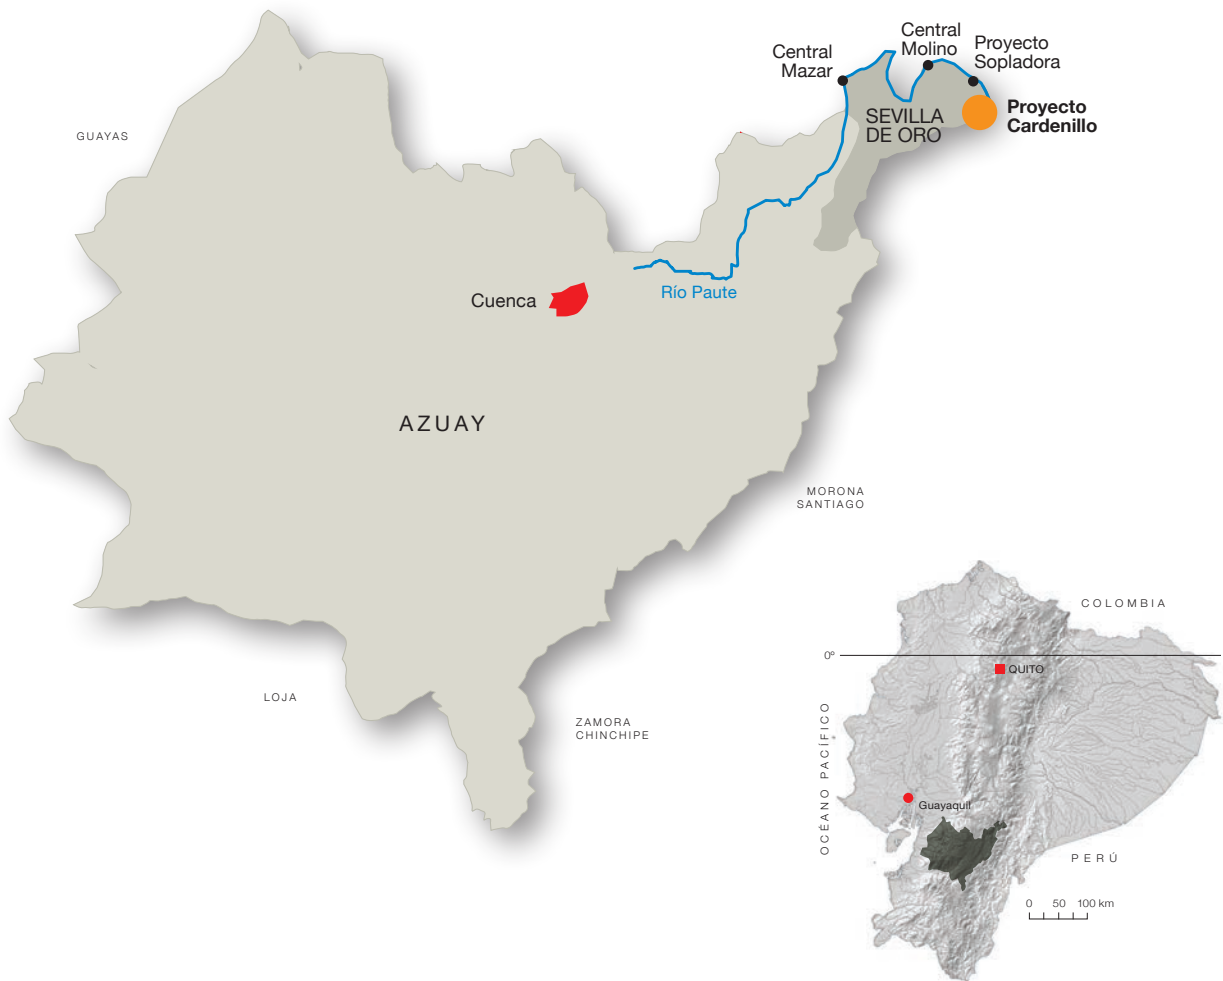 Central
Mazar
Central
Molino
Proyecto
Sopladora
Proyecto
Cardenillo
SEVILLA
DE ORO
GUAYAS
Río Paute
Cuenca
AZUAY
MORONA
SANTIAGO
LOJA
ZAMORA
CHINCHIPE
COLOMBIA
0º
QUITO
OCÉANO PACÍFICO
Guayaquil
PERÚ
0 50 100 km